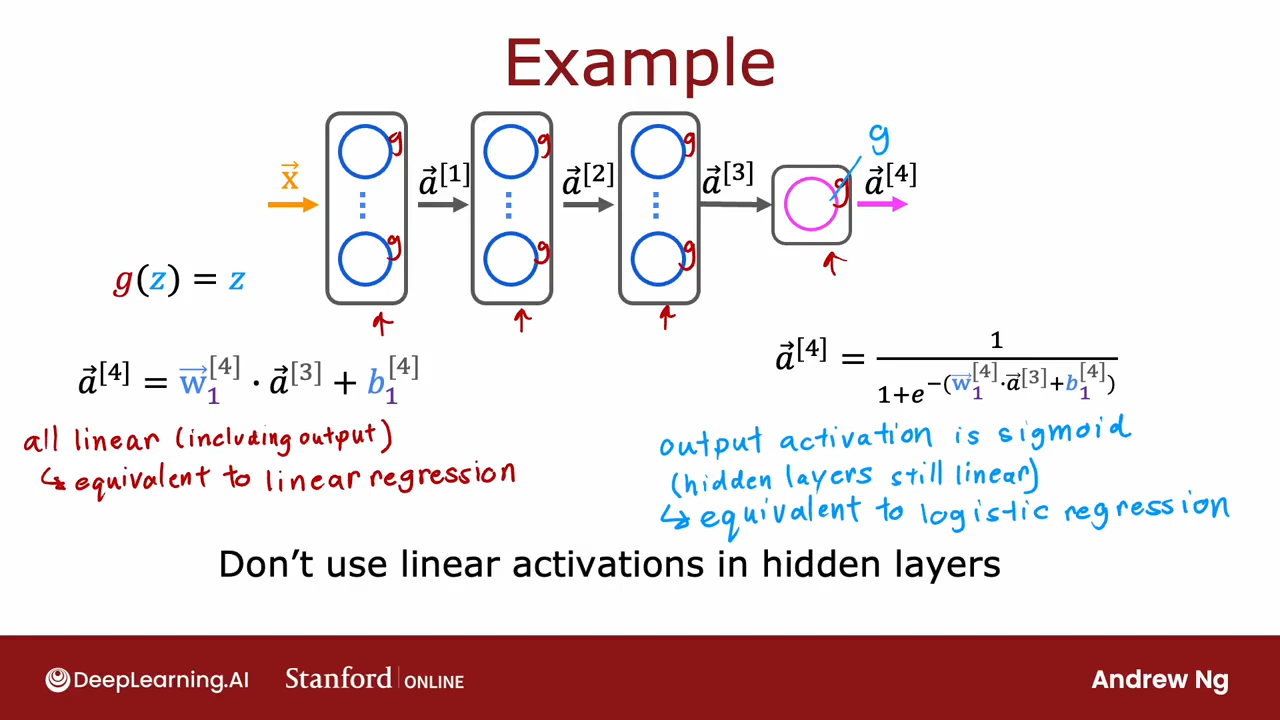 Example
g g g g
x⃗ a⃗[1] a⃗[2] a⃗[3] g a⃗[4]
g g g
g(z) = z
a⃗[4] = w⃗1[4] · a⃗[3] + b1[4]
all linear (including output)
↳ equivalent to linear regression
a⃗[4] = 1 / 1+e−(w⃗1[4]·a⃗[3]+b1[4])
output activation is sigmoid
(hidden layers still linear)
↳ equivalent to logistic regression
Don’t use linear activations in hidden layers
DeepLearning.AI Stanford | ONLINE Andrew Ng